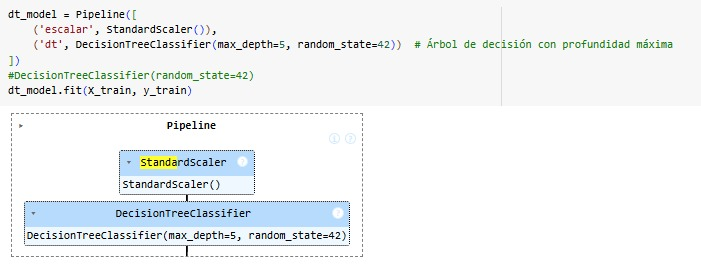 dt_model = Pipeline([
    ('escalar', StandardScaler()),
    ('dt', DecisionTreeClassifier(max_depth=5, random_state=42))  # Árbol de decisión con profundidad máxima
])
#DecisionTreeClassifier(random_state=42)
dt_model.fit(X_train, y_train)
Pipeline
i ?
StandardScaler ?
StandardScaler()
DecisionTreeClassifier ?
DecisionTreeClassifier(max_depth=5, random_state=42)